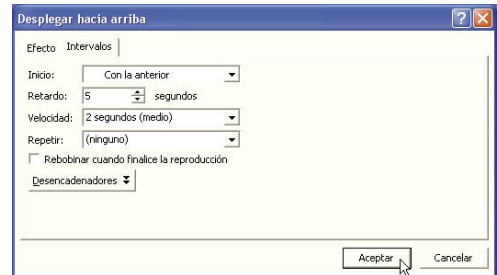 Desplegar hacia arriba
Efecto Intervalos
Inicio: Con la anterior
Retardo: 5 segundos
Velocidad: 2 segundos (medio)
Repetir: (ninguno)
Rebobinar cuando finalice la reproducción
Desencadenadores
Aceptar Cancelar